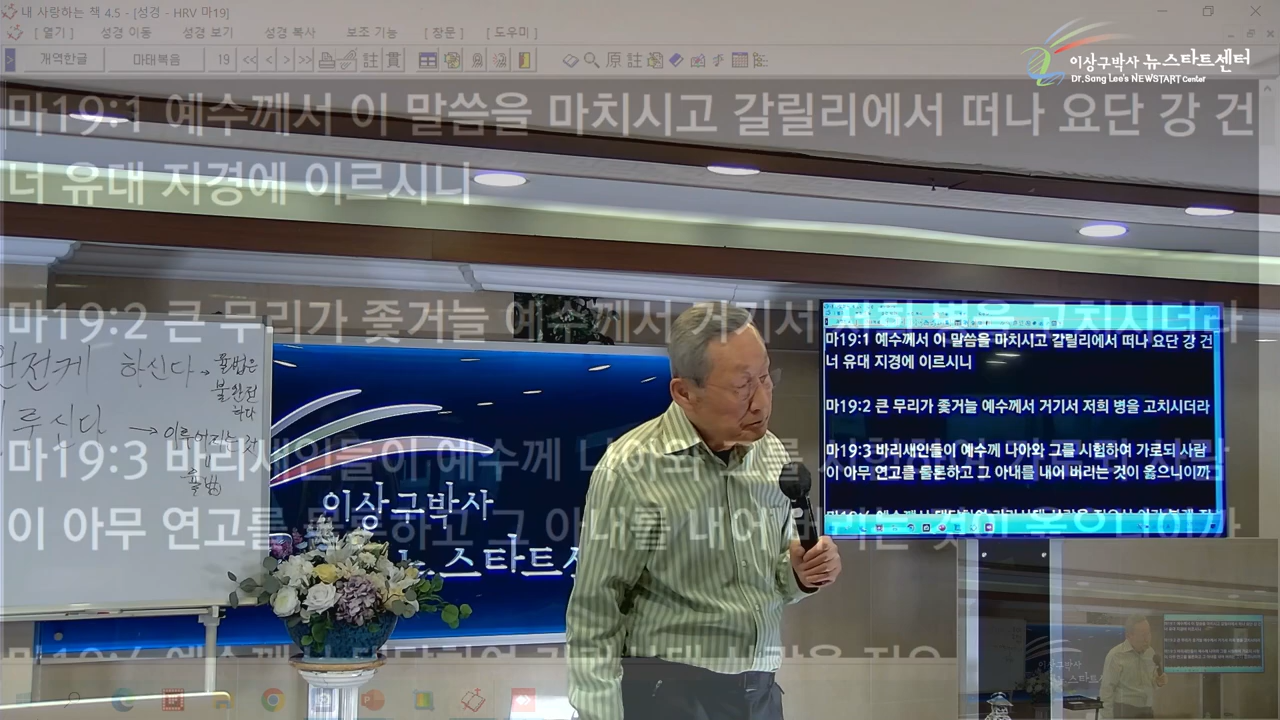 내 사랑하는 책 4.5 - [성경 - HRV 마19]
[ 열기 ] 성경 이동 성경 보기 성경 복사 보조 기능 [ 장문 ] [ 도우미 ]
개역한글 마태복음 19 << < > >> 註 貫 原 註
이상구박사 뉴스타트센터
Dr.Sang Lee's NEWSTART Center
마19:1 예수께서 이 말씀을 마치시고 갈릴리에서 떠나 요단 강 건
너 유대 지경에 이르시니
마19:2 큰 무리가 좇거늘 예수께서 거기서 저희 병을 고치시더라
마19:3 바리새인들이 예수께 나아와 그를 시험하여 가로되 사람
이 아무 연고를 물론하고 그 아내를 내어 버리는 것이 옳으니이까
완전케 하신다 → 율법은
불완전
하다
루신다 → 이루어지는 것
율법
이상구박사
뉴스타트
마19:1 예수께서 이 말씀을 마치시고 갈릴리에서 떠나 요단 강 건
너 유대 지경에 이르시니
마19:2 큰 무리가 좇거늘 예수께서 거기서 저희 병을 고치시더라
마19:3 바리새인들이 예수께 나아와 그를 시험하여 가로되 사람
이 아무 연고를 물론하고 그 아내를 내어 버리는 것이 옳으니이까